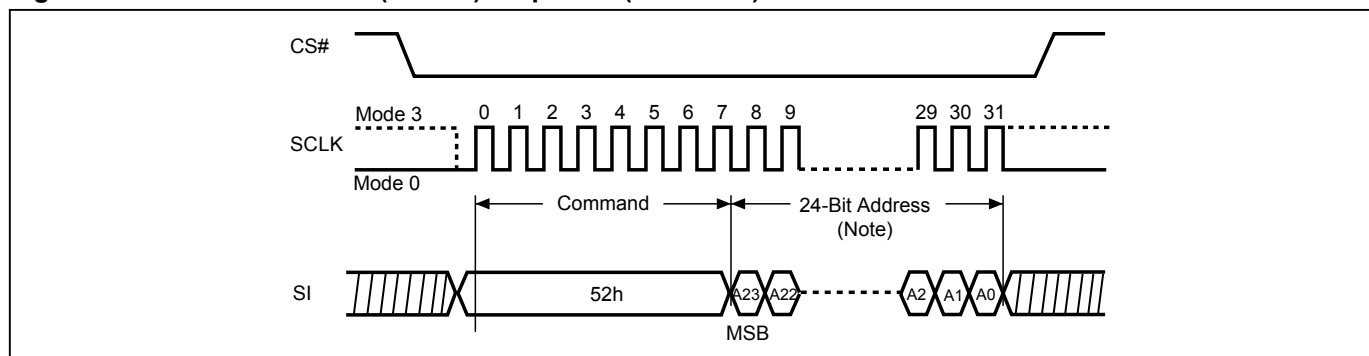 CS#
Mode 3 0 1 2 3 4 5 6 7 8 9 29 30 31
SCLK
Mode 0
Command 24-Bit Address
(Note)
SI 52h A23 A22 A2 A1 A0
MSB